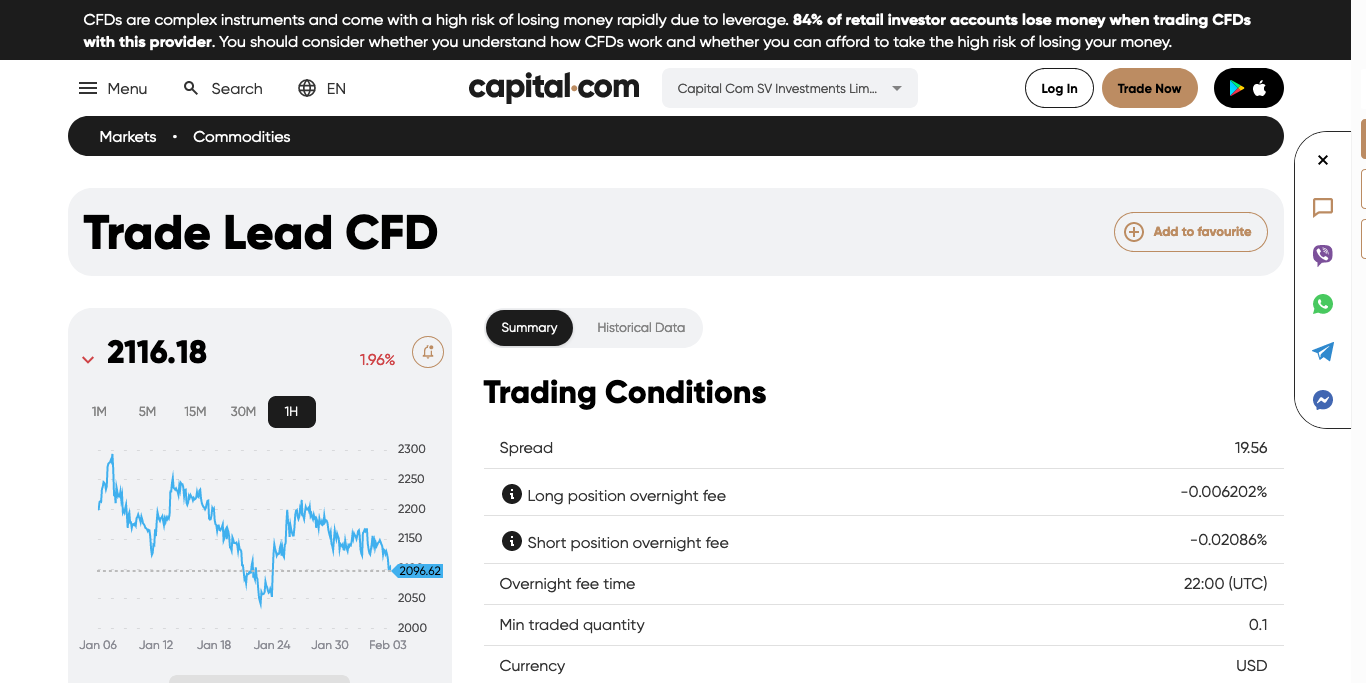 CFDs are complex instruments and come with a high risk of losing money rapidly due to leverage. 84% of retail investor accounts lose money when trading CFDs
with this provider. You should consider whether you understand how CFDs work and whether you can afford to take the high risk of losing your money.
Menu
Search
EN
capital.com
Capital Com SV Investments Lim...
Log In
Trade Now
Markets • Commodities
Trade Lead CFD
Add to favourite
2116.18
1.96%
1M 5M 15M 30M 1H
2300
2250
2200
2150
2096.62
2050
2000
Jan 06 Jan 12 Jan 18 Jan 24 Jan 30 Feb 03
Summary
Historical Data
Trading Conditions
Spread 19.56
Long position overnight fee -0.006202%
Short position overnight fee -0.02086%
Overnight fee time 22:00 (UTC)
Min traded quantity 0.1
Currency USD